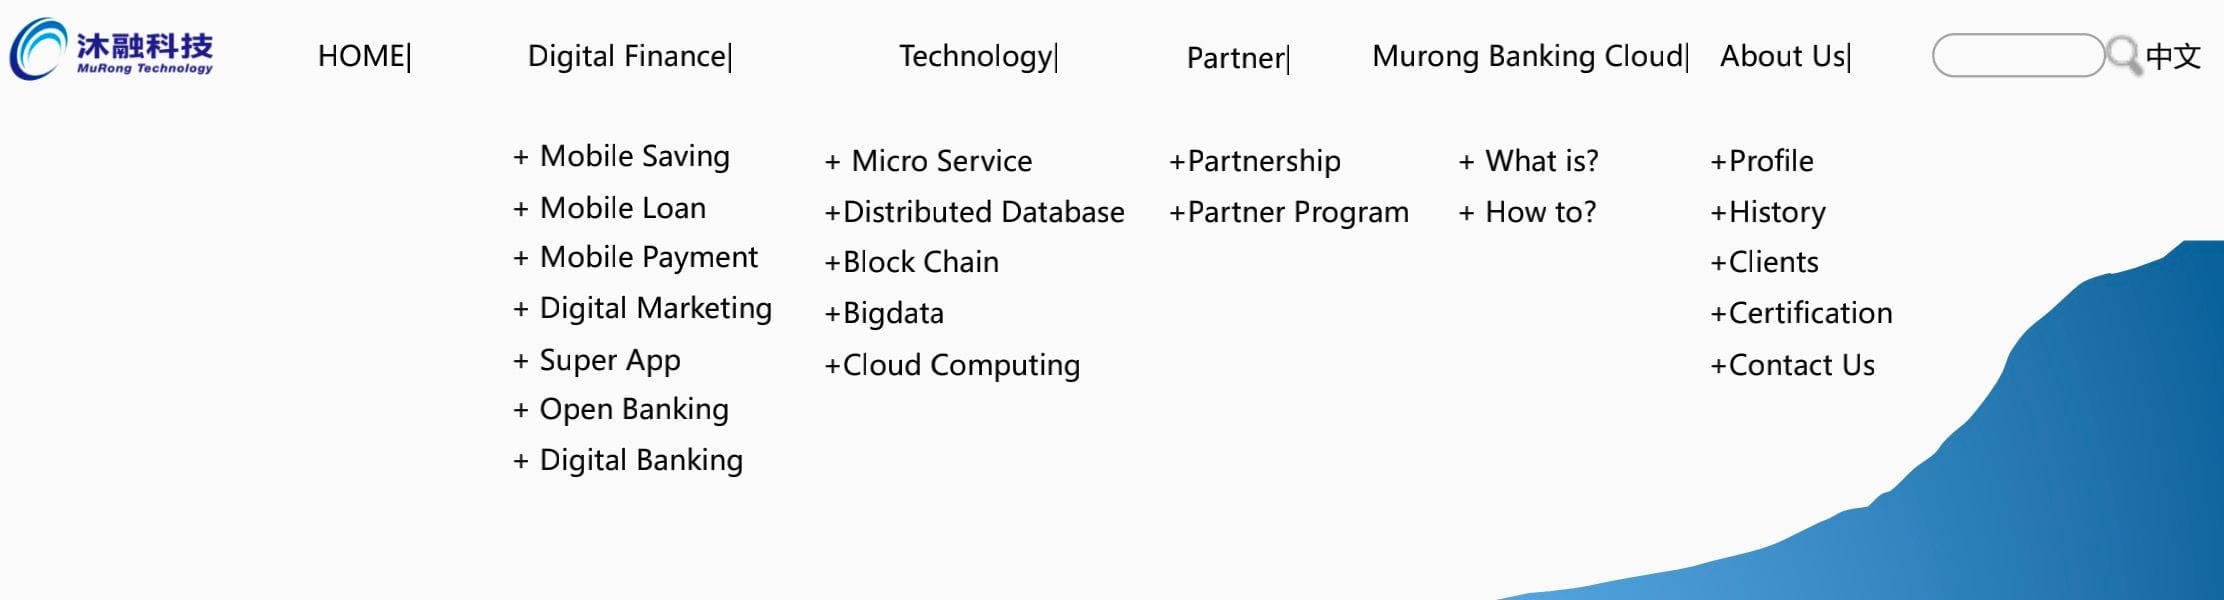 沐融科技
MuRong Technology
HOME|
Digital Finance|
Technology|
Partner|
Murong Banking Cloud|
About Us|
中文
+ Mobile Saving
+ Mobile Loan
+ Mobile Payment
+ Digital Marketing
+ Super App
+ Open Banking
+ Digital Banking
+ Micro Service
+Distributed Database
+Block Chain
+Bigdata
+Cloud Computing
+Partnership
+Partner Program
+ What is?
+ How to?
+Profile
+History
+Clients
+Certification
+Contact Us